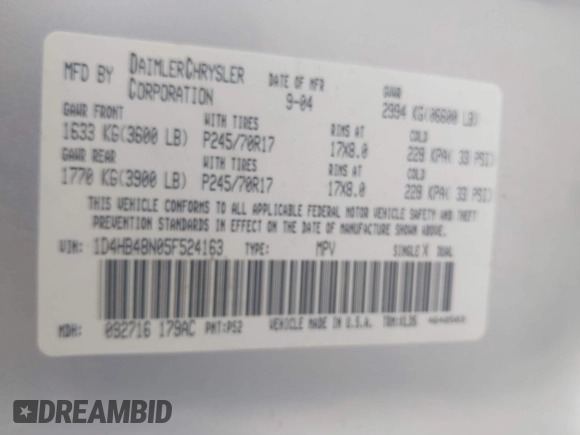 MFD BY DAIMLERCHRYSLER CORPORATION DATE OF MFR 9-04 GVWR 2994 KG(06600 LB)
GAWR FRONT WITH TIRES RIMS AT COLD
1633 KG(3600 LB) P245/70R17 17X8.0 228 KPA( 33 PSI)
GAWR REAR WITH TIRES RIMS AT COLD
1770 KG(3900 LB) P245/70R17 17X8.0 228 KPA( 33 PSI)
THIS VEHICLE CONFORMS TO ALL APPLICABLE FEDERAL MOTOR VEHICLE SAFETY AND THEFT
PREVENTION STANDARDS IN EFFECT ON THE DATE OF MANUFACTURE SHOWN ABOVE.
VIN: 1D4HB48N05F524163 TYPE: MPV SINGLE X DUAL
MDH: 092716 179AC PNT:PS2 VEHICLE MADE IN U.S.A.
DREAMBID